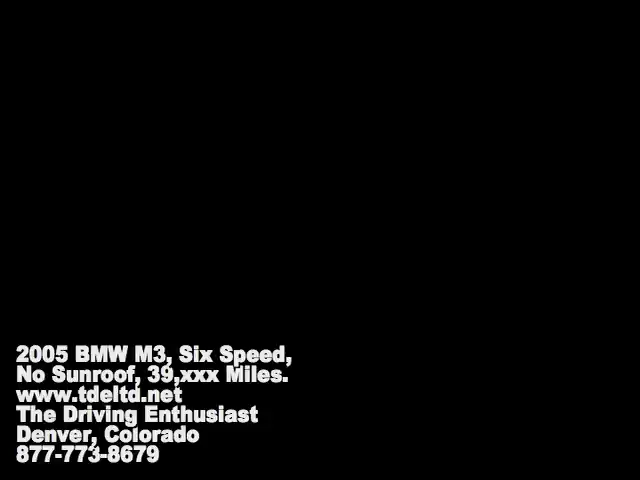 2005 BMW M3, Six Speed,
No Sunroof, 39,xxx Miles.
www.tdeltd.net
The Driving Enthusiast
Denver, Colorado
877-773-8679